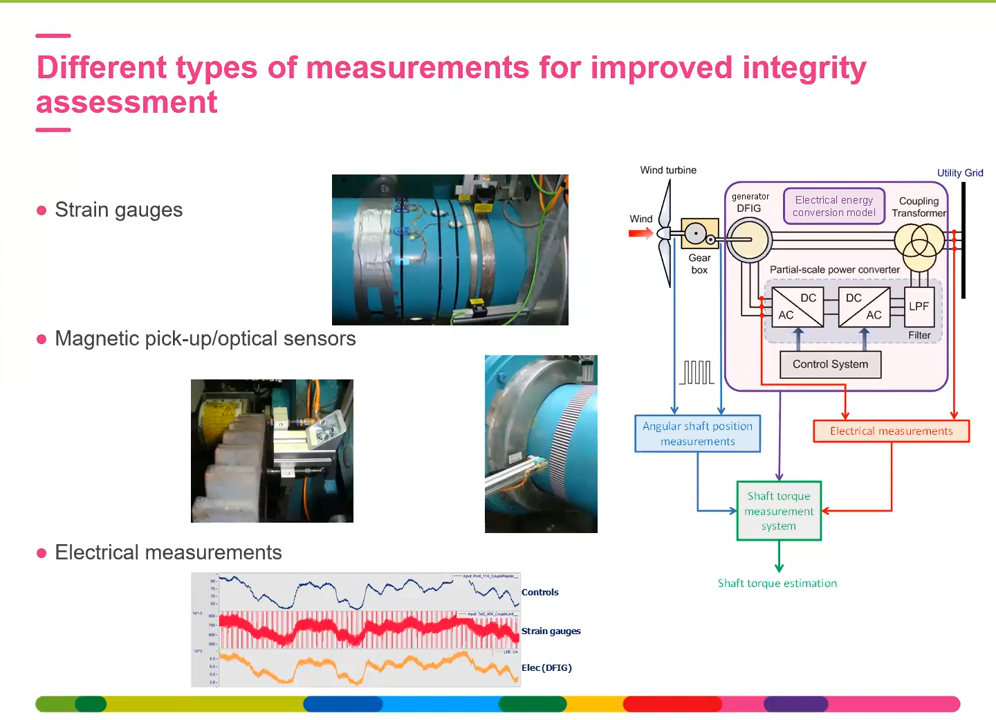 Different types of measurements for improved integrity
assessment
Strain gauges
Magnetic pick-up/optical sensors
Electrical measurements
Controls
Strain gauges
Elec (DFIG)
Wind turbine
Utility Grid
Wind
generator
DFIG
Electrical energy
conversion model
Coupling
Transformer
Gear
box
Partial-scale power converter
DC
AC
DC
AC
LPF
Filter
Control System
Angular shaft position
measurements
Electrical measurements
Shaft torque
measurement
system
Shaft torque estimation